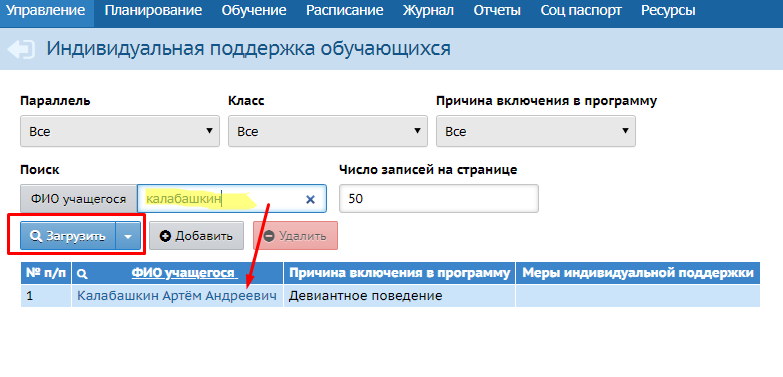 Управление Планирование Обучение Расписание Журнал Отчеты Соц паспорт Ресурсы
Индивидуальная поддержка обучающихся
Параллель Класс Причина включения в программу
Все Все Все
Поиск Число записей на странице
ФИО учащегося калабашкин 50
Загрузить Добавить Удалить
№ п/п ФИО учащегося Причина включения в программу Меры индивидуальной поддержки
1 Калабашкин Артём Андреевич Девиантное поведение